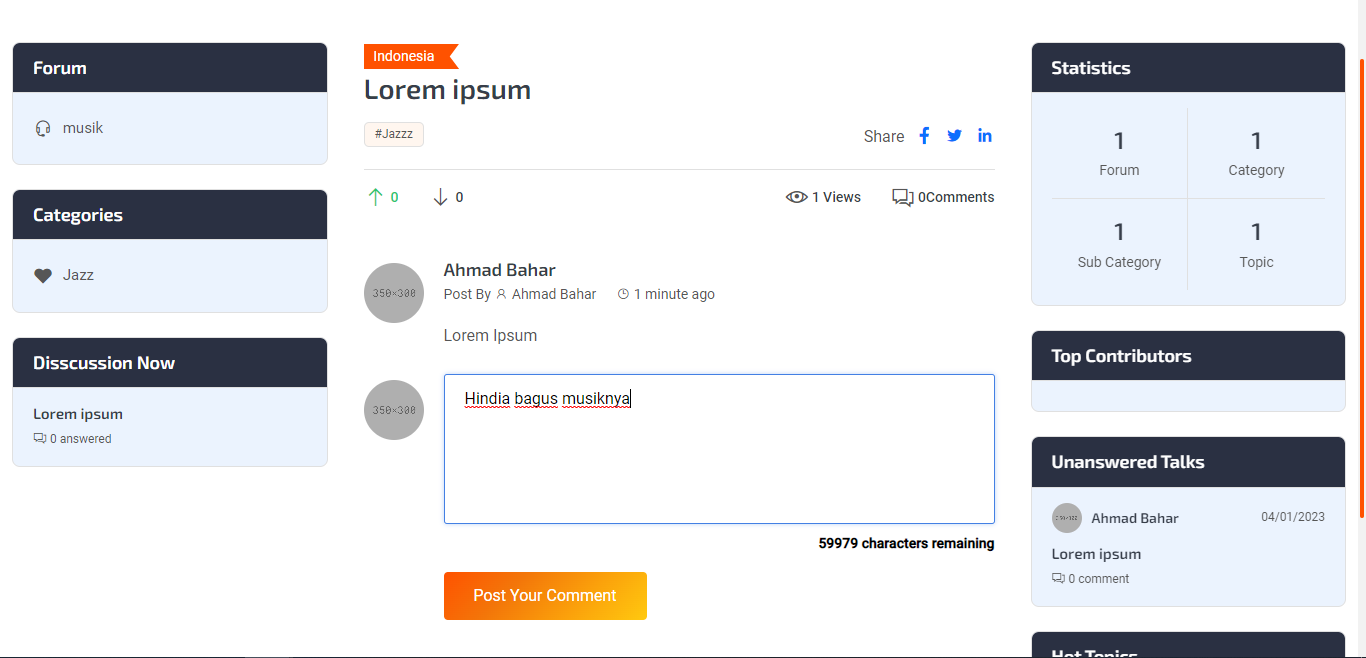 Forum
musik
Categories
Jazz
Disscussion Now
Lorem ipsum
0 answered
Indonesia
Lorem ipsum
#Jazzz
Share
0
0
1 Views
0Comments
350×300
Ahmad Bahar
Post By Ahmad Bahar 1 minute ago
Lorem Ipsum
350×300
Hindia bagus musiknya
59979 characters remaining
Post Your Comment
Statistics
1
Forum
1
Category
1
Sub Category
1
Topic
Top Contributors
Unanswered Talks
Ahmad Bahar
04/01/2023
Lorem ipsum
0 comment
Hot Topics